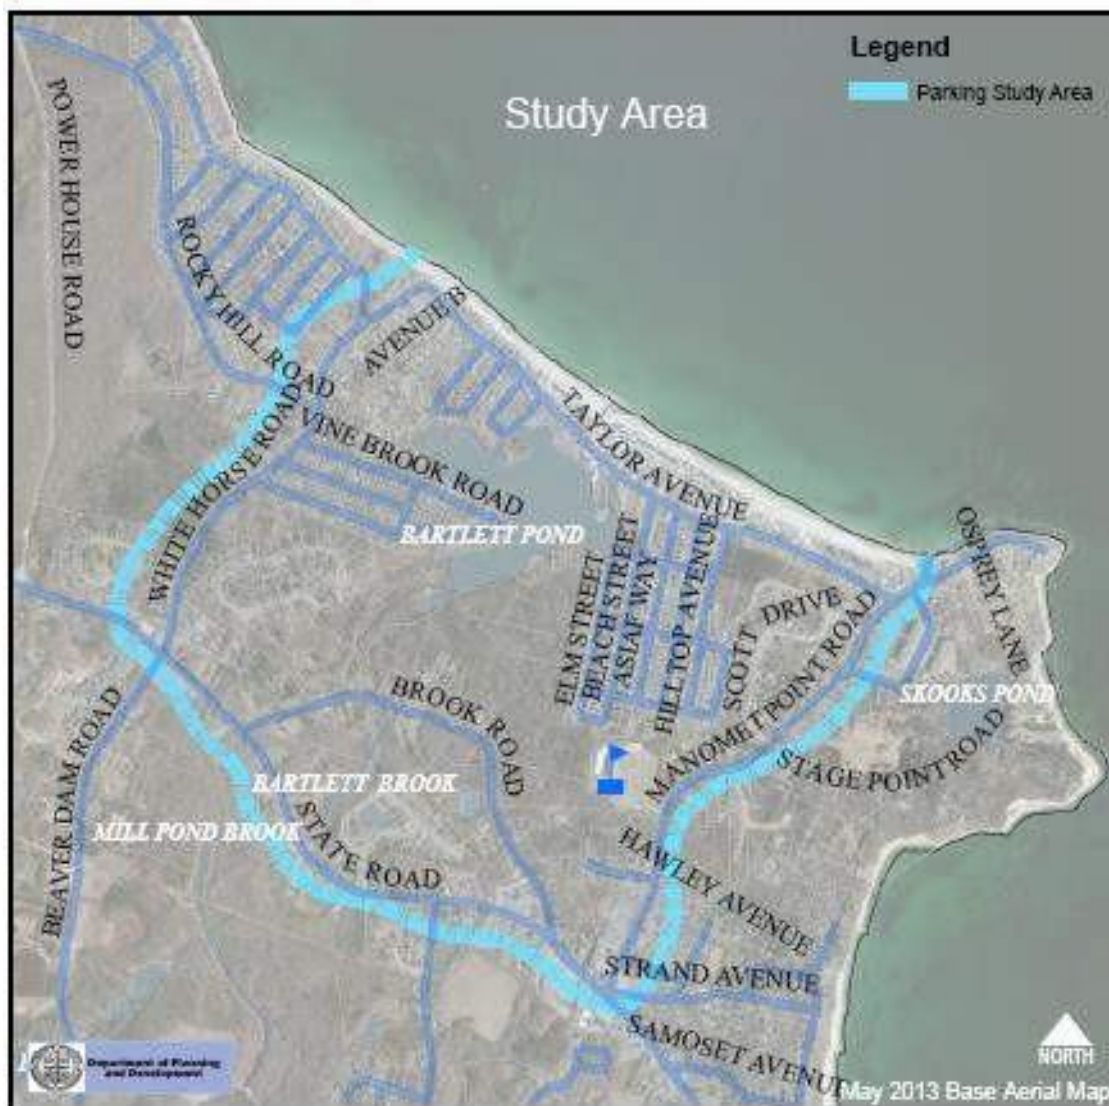 Legend
Parking Study Area
Study Area
POWER HOUSE ROAD
ROCKY HILL ROAD
AVENUE B
WHITE HORSE ROAD
VINE BROOK ROAD
TAYLOR AVENUE
BARTLETT POND
OSPREY LANE
ELM STREET
BEACH STREET
ASIAF WAY
HILLTOP AVENUE
SCOTT DRIVE
MANOMET POINT ROAD
SKOOKS POND
STAGE POINT ROAD
BROOK ROAD
BEAVER DAM ROAD
BARTLETT BROOK
MILL POND BROOK
STATE ROAD
HAWLEY AVENUE
STRAND AVENUE
SAMOSET AVENUE
NORTH
Department of Planning
and Development
May 2013 Base Aerial Map